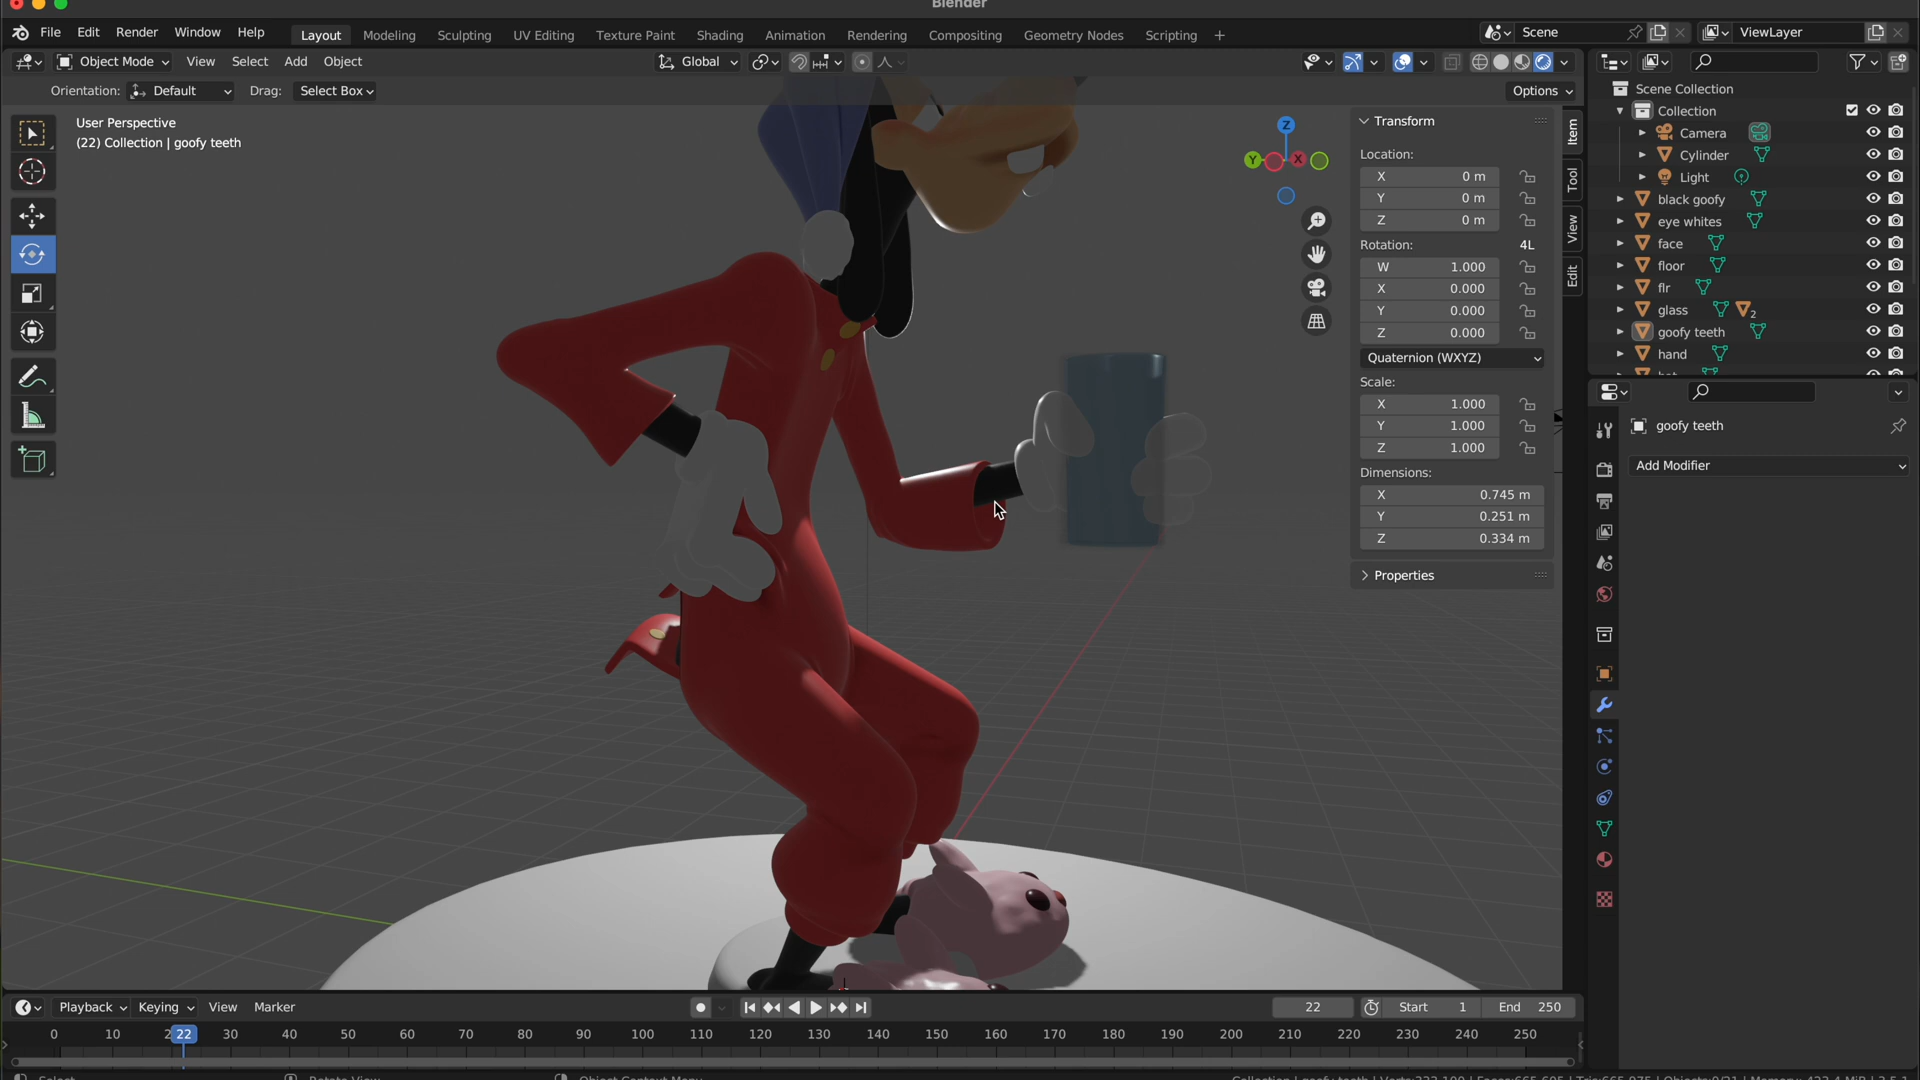 Blender
File Edit Render Window Help Layout Modeling Sculpting UV Editing Texture Paint Shading Animation Rendering Compositing Geometry Nodes Scripting + Scene ViewLayer
Object Mode View Select Add Object Global
Orientation: Default Drag: Select Box Options
User Perspective
(22) Collection | goofy teeth
Z
Y
X
Transform
Location:
X 0 m
Y 0 m
Z 0 m
Rotation: 4L
W 1.000
X 0.000
Y 0.000
Z 0.000
Quaternion (WXYZ)
Scale:
X 1.000
Y 1.000
Z 1.000
Dimensions:
X 0.745 m
Y 0.251 m
Z 0.334 m
Properties
Item
Tool
View
Edit
Scene Collection
Collection
Camera
Cylinder
Light
black goofy
eye whites
face
floor
flr
glass 2
goofy teeth
hand
goofy teeth
Add Modifier
Playback Keying View Marker 22 Start 1 End 250
0 10 2 22 30 40 50 60 70 80 90 100 110 120 130 140 150 160 170 180 190 200 210 220 230 240 250